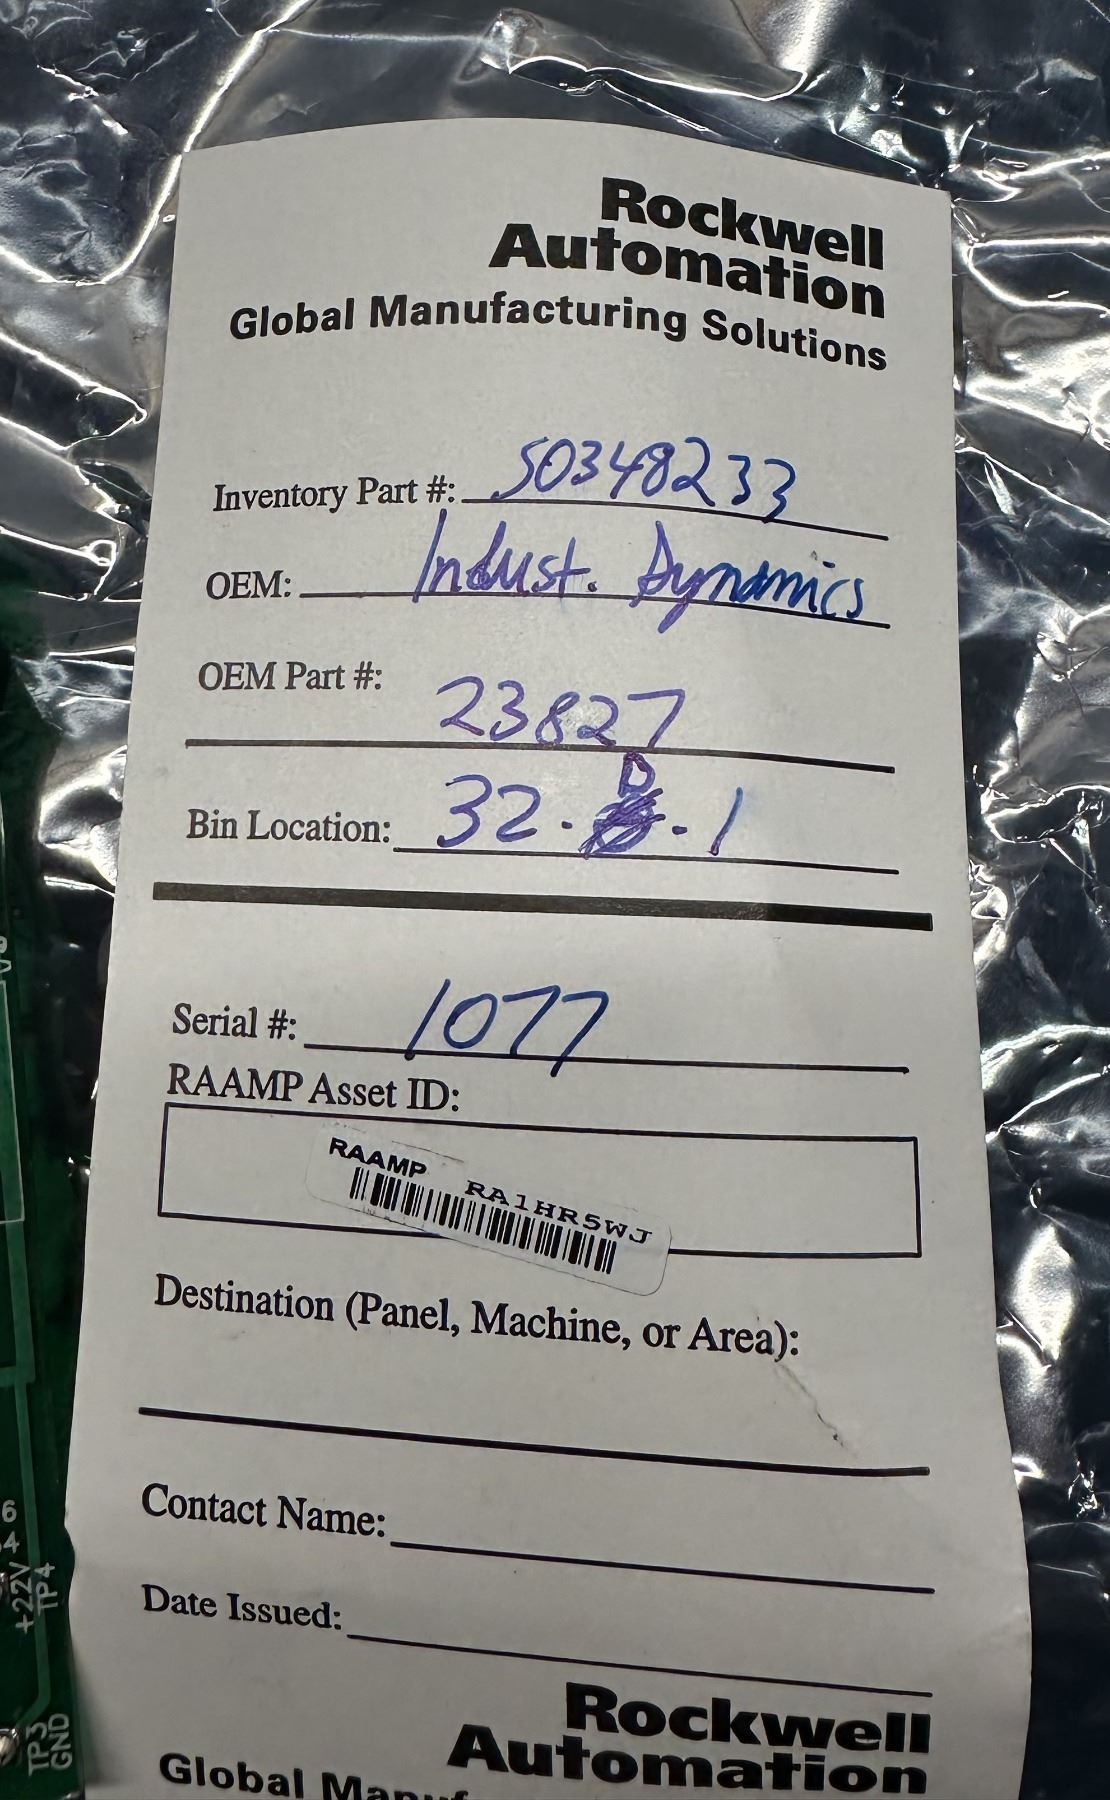 Rockwell
Automation
Global Manufacturing Solutions
Inventory Part #: 50348233
OEM: Indust. Dynamics
OEM Part #: 23827
Bin Location: 32. D. 1
Serial #: 1077
RAAMP Asset ID:
RAAMP RA1HR5WJ
Destination (Panel, Machine, or Area):
Contact Name:
Date Issued:
Rockwell
Automation
Global
+22V
TP4
TP3
GND